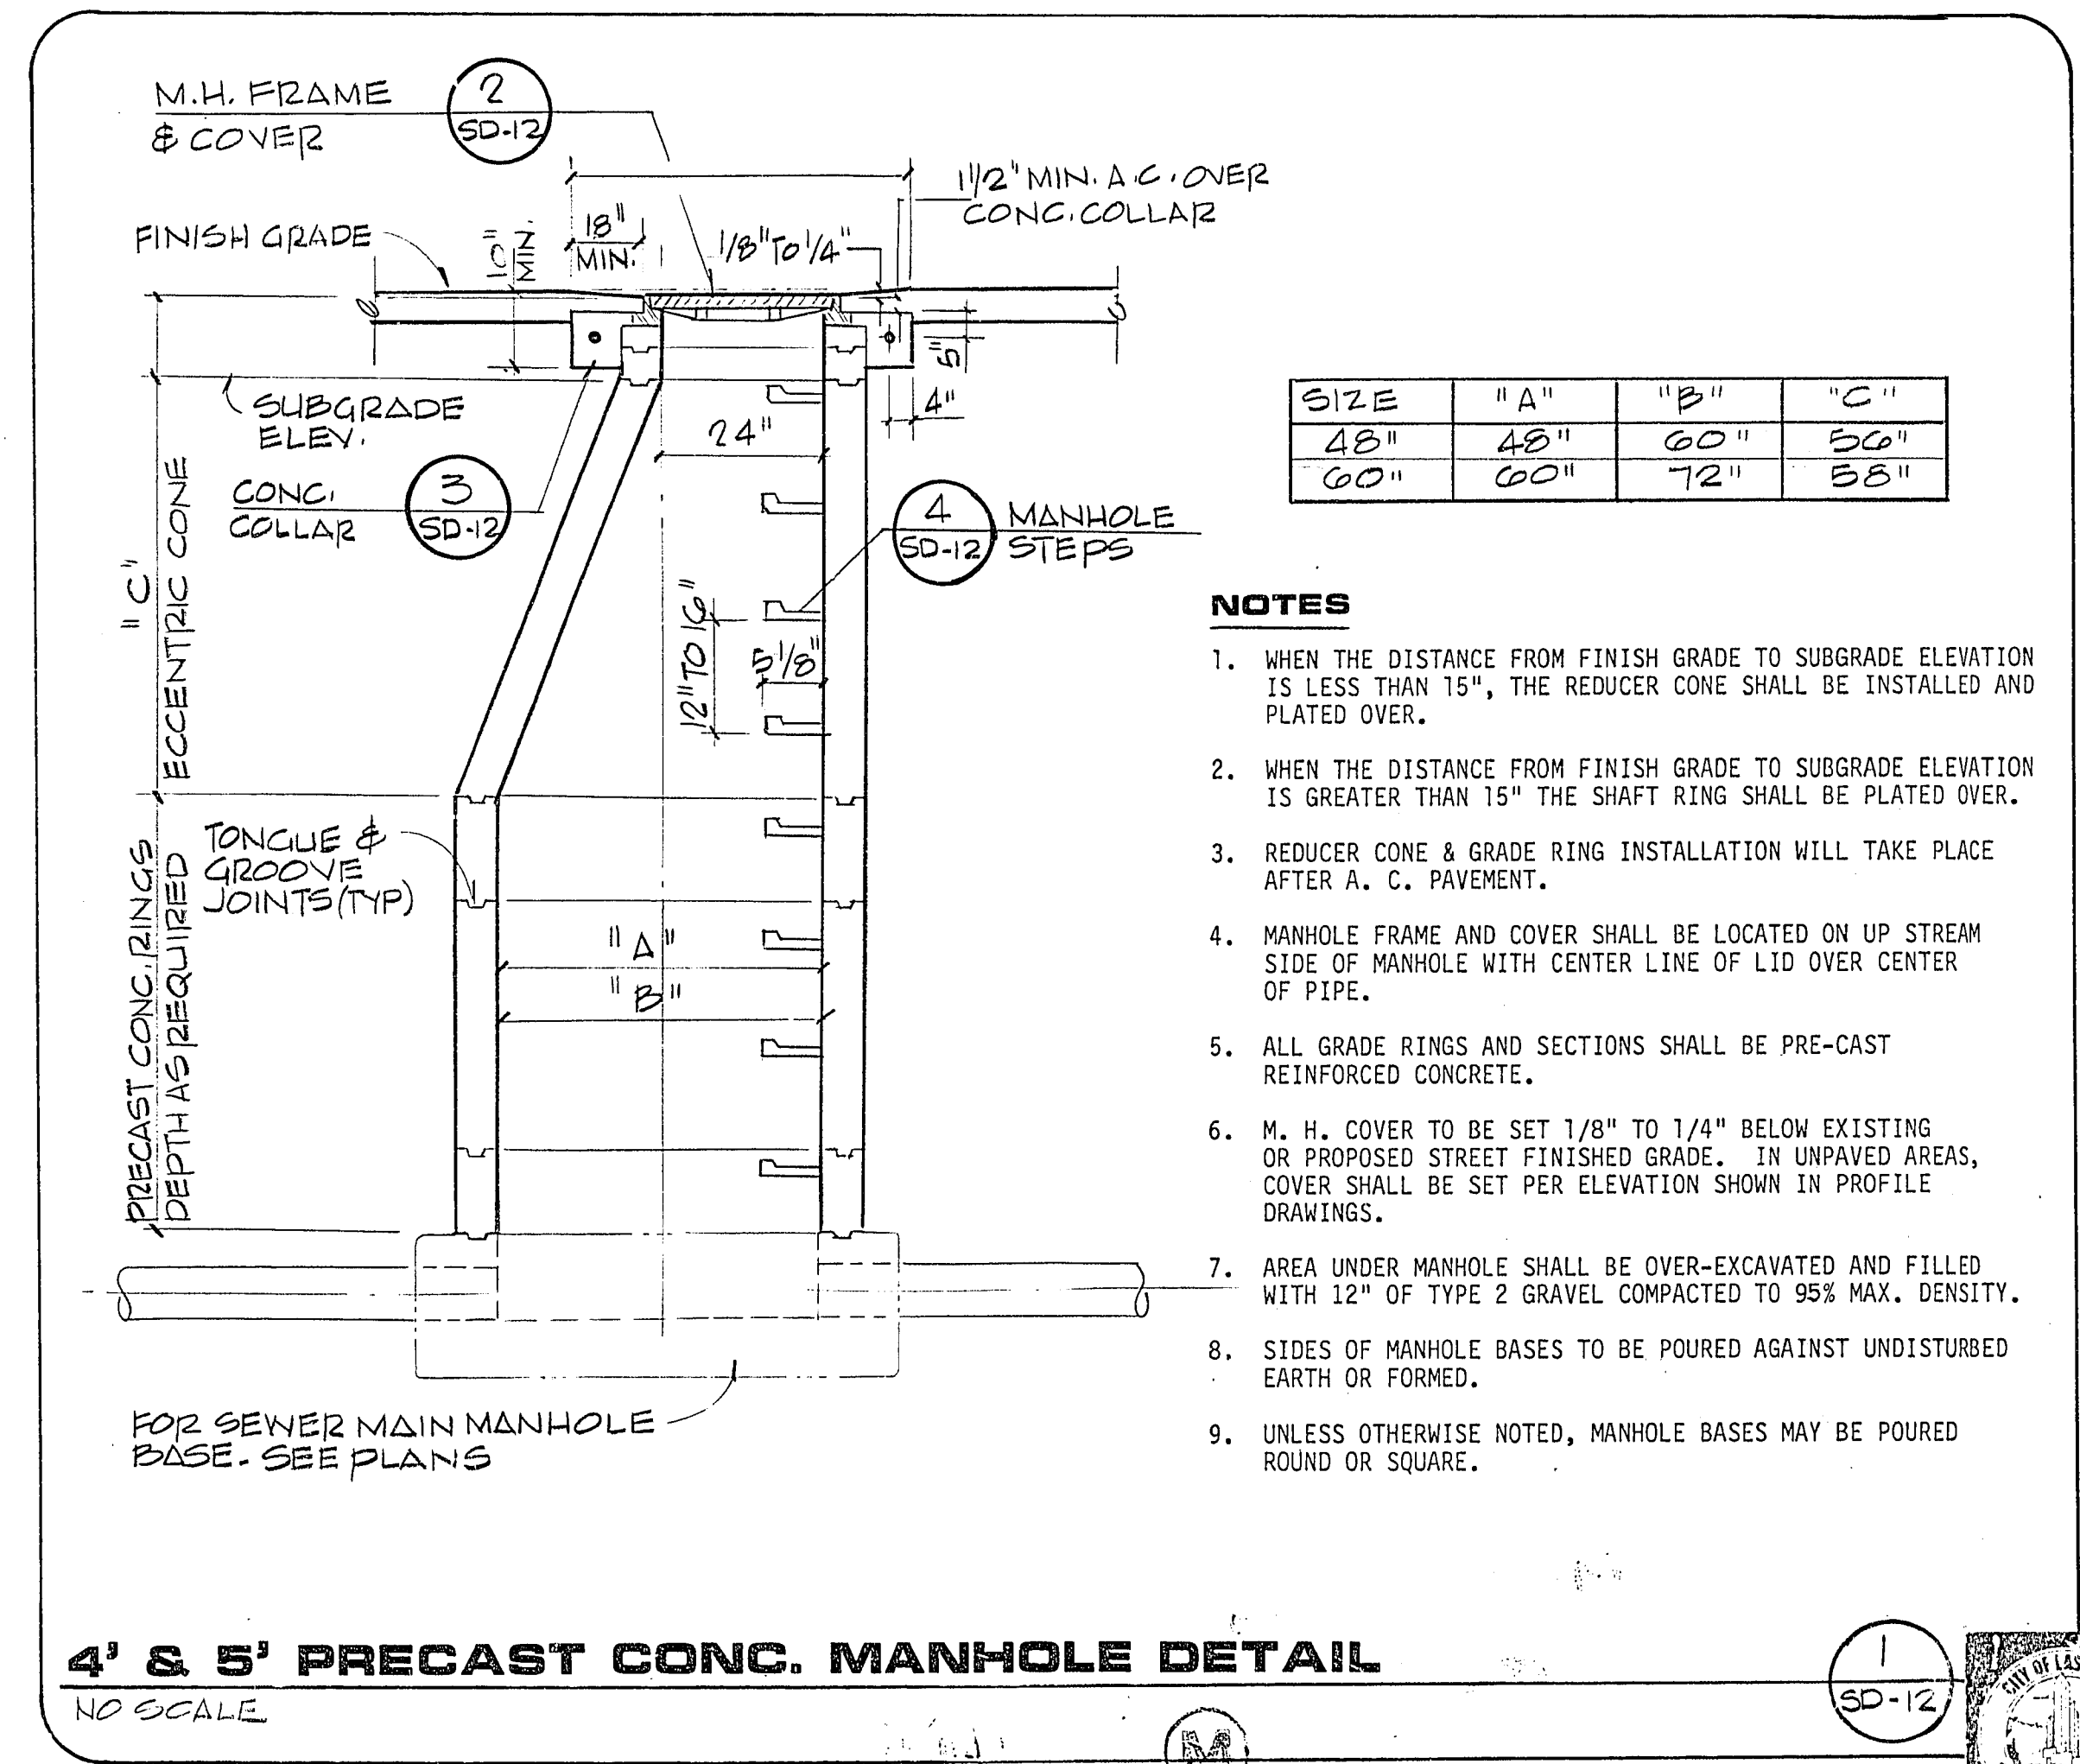 M.H. FRAME
& COVER
2
SD-12
1 1/2" MIN. A.C. OVER
CONC. COLLAR
FINISH GRADE
10"
MIN.
18"
MIN.
1/8" TO 1/4"
5"
4"
SUBGRADE
ELEV.
24"
CONC.
COLLAR
3
SD-12
4
SD-12
MANHOLE
STEPS
"C"
ECCENTRIC CONE
12" TO 16"
5 1/8"
TONGUE &
GROOVE
JOINTS (TYP)
"A"
"B"
PRECAST CONC. RINGS
DEPTH AS REQUIRED
FOR SEWER MAIN MANHOLE
BASE - SEE PLANS
SIZE "A" "B" "C"
48" 48" 60" 56"
60" 60" 72" 58"
NOTES
1. WHEN THE DISTANCE FROM FINISH GRADE TO SUBGRADE ELEVATION
IS LESS THAN 15", THE REDUCER CONE SHALL BE INSTALLED AND
PLATED OVER.
2. WHEN THE DISTANCE FROM FINISH GRADE TO SUBGRADE ELEVATION
IS GREATER THAN 15" THE SHAFT RING SHALL BE PLATED OVER.
3. REDUCER CONE & GRADE RING INSTALLATION WILL TAKE PLACE
AFTER A. C. PAVEMENT.
4. MANHOLE FRAME AND COVER SHALL BE LOCATED ON UP STREAM
SIDE OF MANHOLE WITH CENTER LINE OF LID OVER CENTER
OF PIPE.
5. ALL GRADE RINGS AND SECTIONS SHALL BE PRE-CAST
REINFORCED CONCRETE.
6. M. H. COVER TO BE SET 1/8" TO 1/4" BELOW EXISTING
OR PROPOSED STREET FINISHED GRADE. IN UNPAVED AREAS,
COVER SHALL BE SET PER ELEVATION SHOWN IN PROFILE
DRAWINGS.
7. AREA UNDER MANHOLE SHALL BE OVER-EXCAVATED AND FILLED
WITH 12" OF TYPE 2 GRAVEL COMPACTED TO 95% MAX. DENSITY.
8. SIDES OF MANHOLE BASES TO BE POURED AGAINST UNDISTURBED
EARTH OR FORMED.
9. UNLESS OTHERWISE NOTED, MANHOLE BASES MAY BE POURED
ROUND OR SQUARE.
4' & 5' PRECAST CONC. MANHOLE DETAIL
NO SCALE
1
SD-12
CITY OF LAS
M